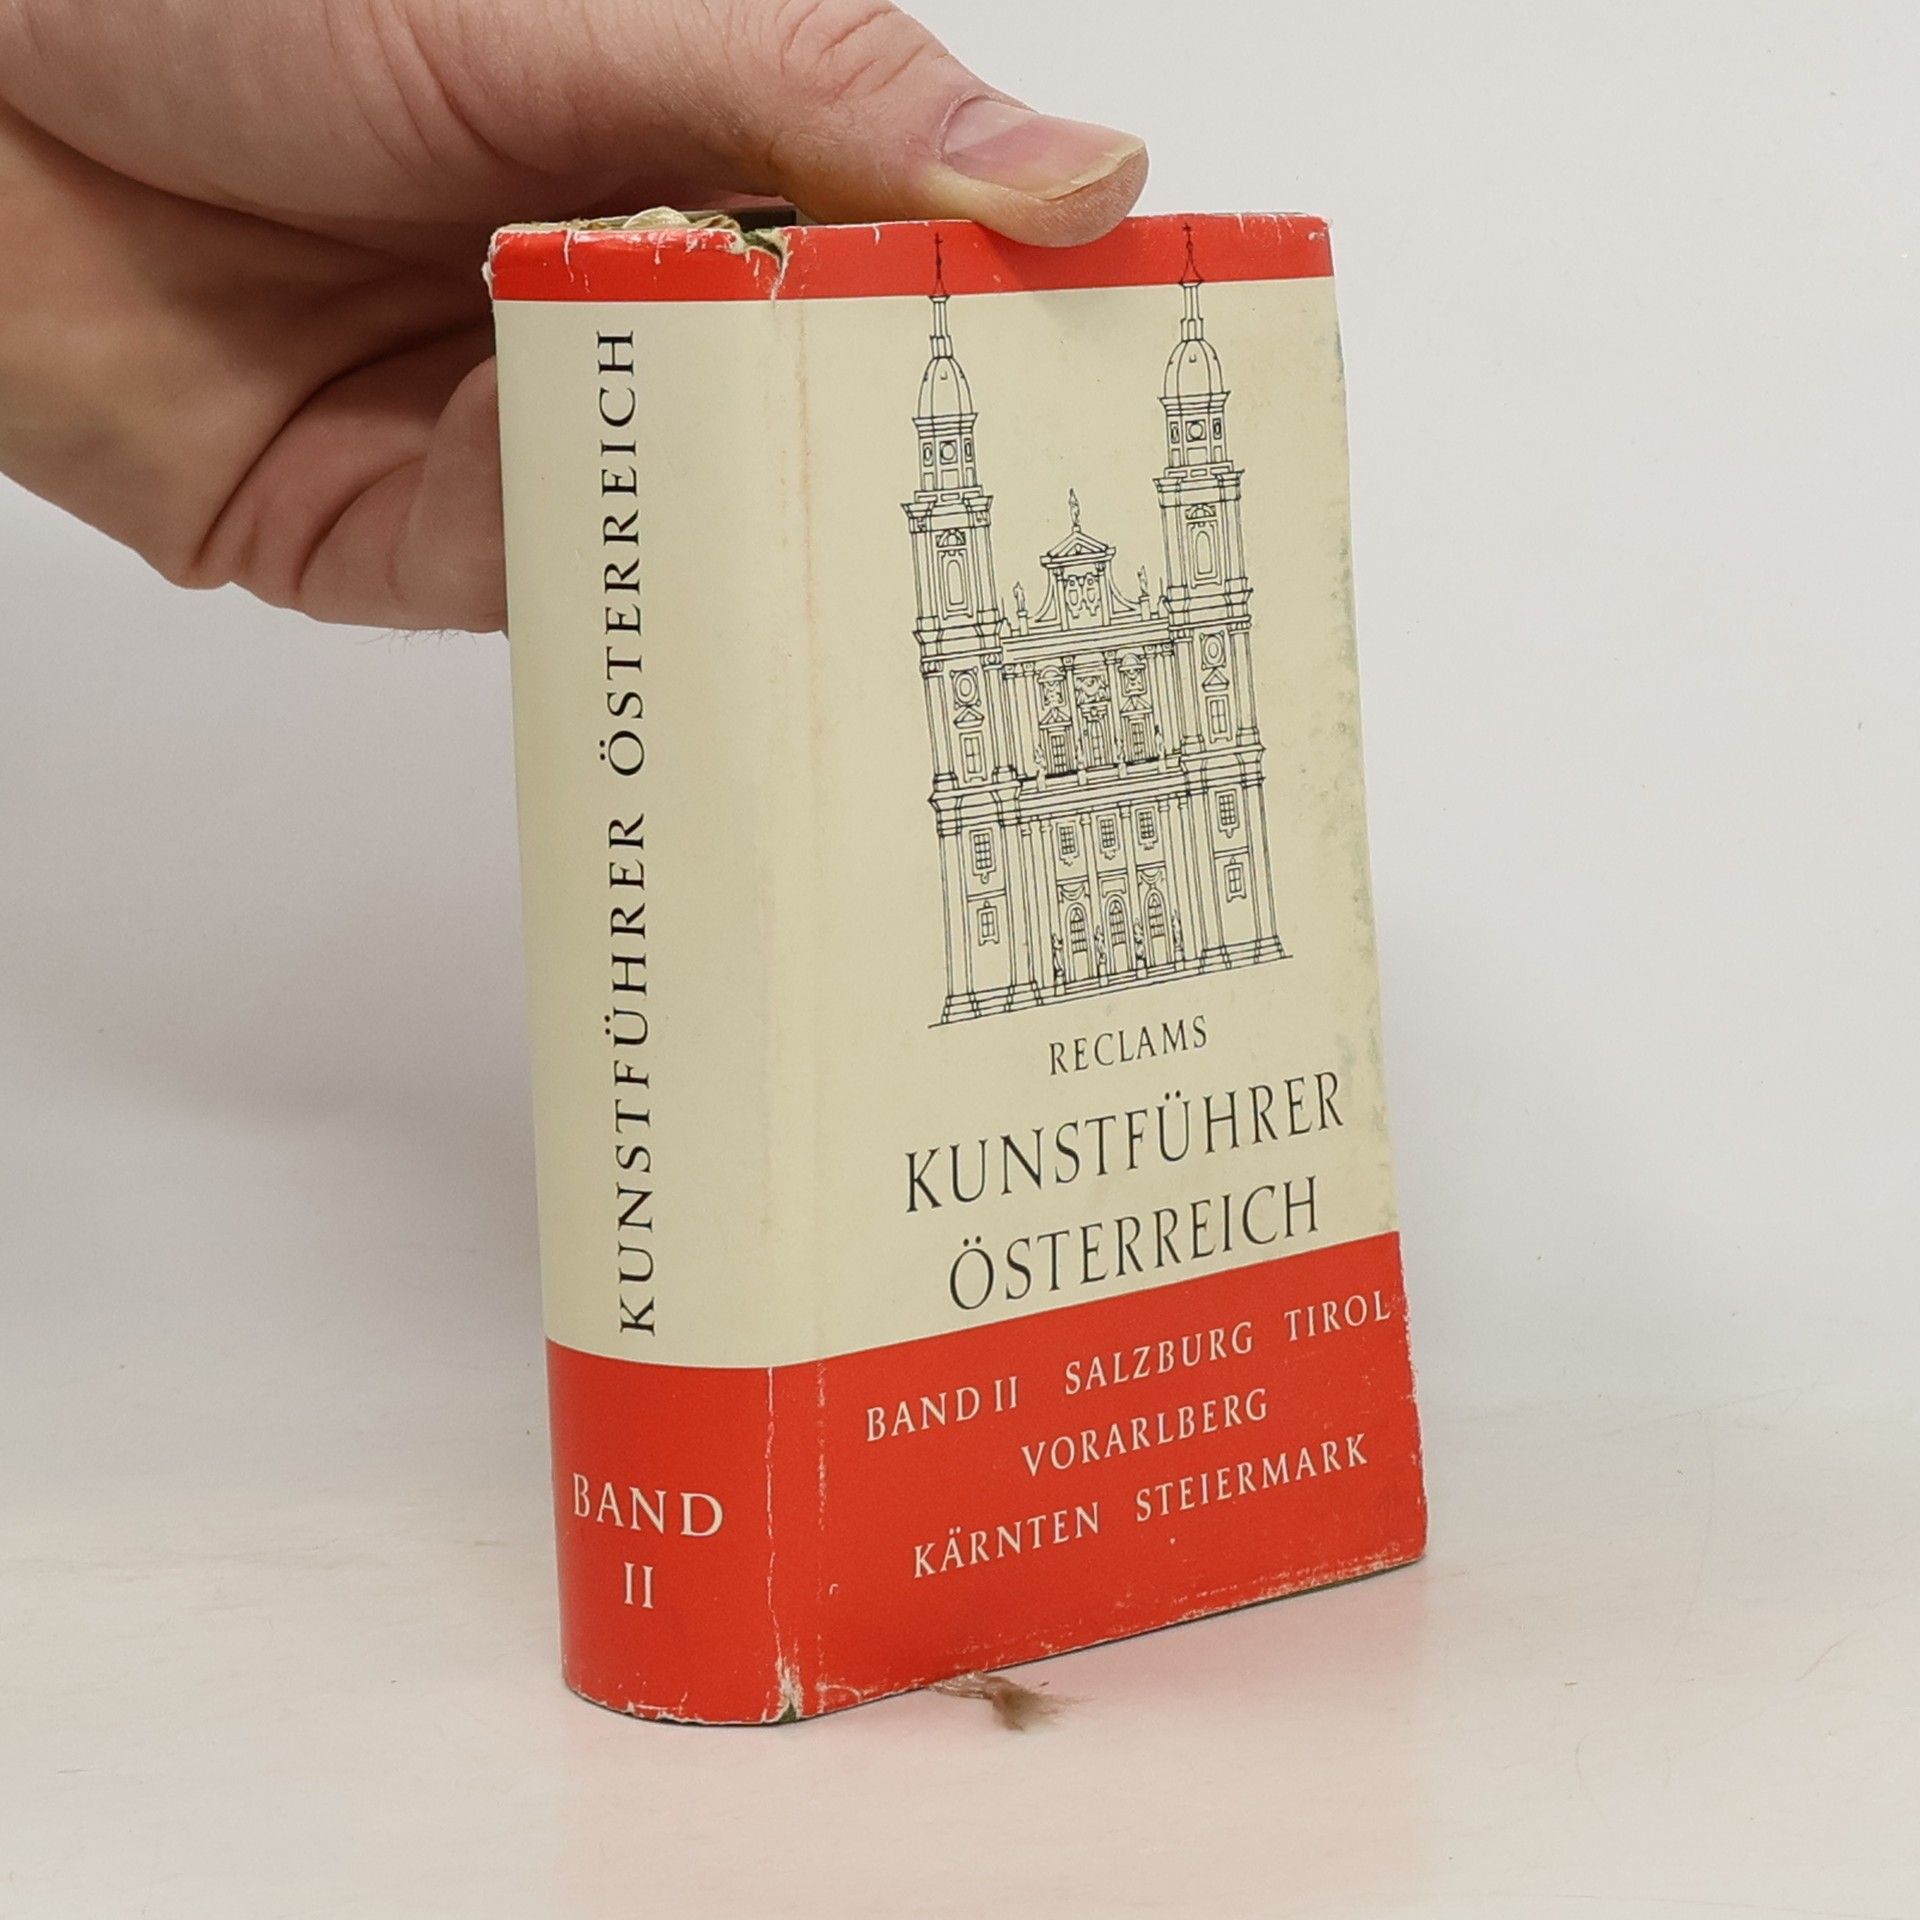 KUNSTFÜHRER ÖSTERREICH
BAND
II
RECLAMS
KUNSTFÜHRER
ÖSTERREICH
BAND II SALZBURG TIROL
VORARLBERG
KÄRNTEN STEIERMARK